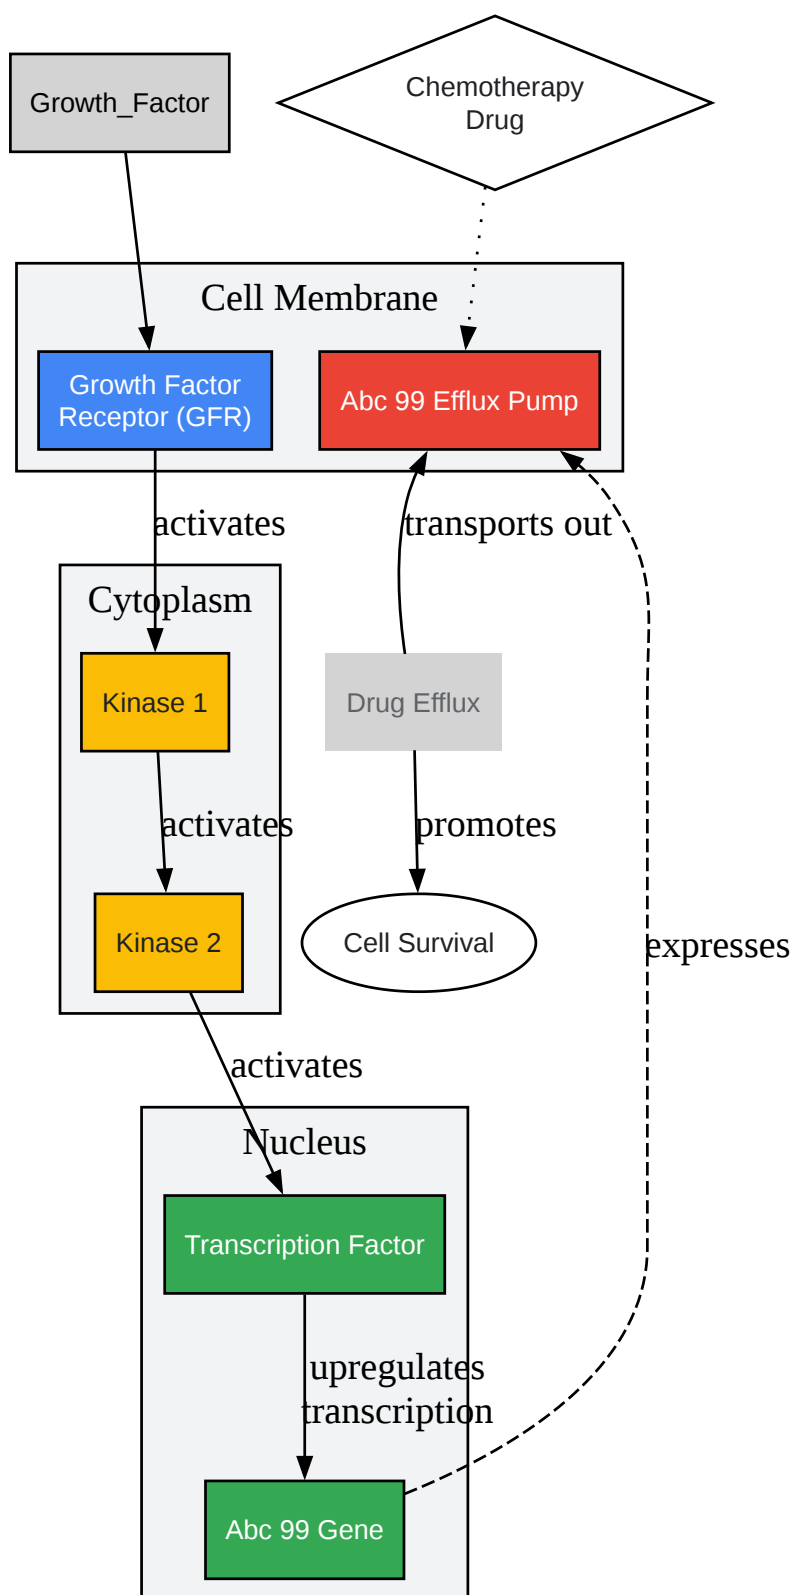 Growth_Factor
Chemotherapy
Drug
Cell Membrane
Growth Factor
Receptor (GFR)
Abc 99 Efflux Pump
activates
transports out
Cytoplasm
Kinase 1
Drug Efflux
activates
promotes
Kinase 2
Cell Survival
expresses
activates
Nucleus
Transcription Factor
upregulates
transcription
Abc 99 Gene